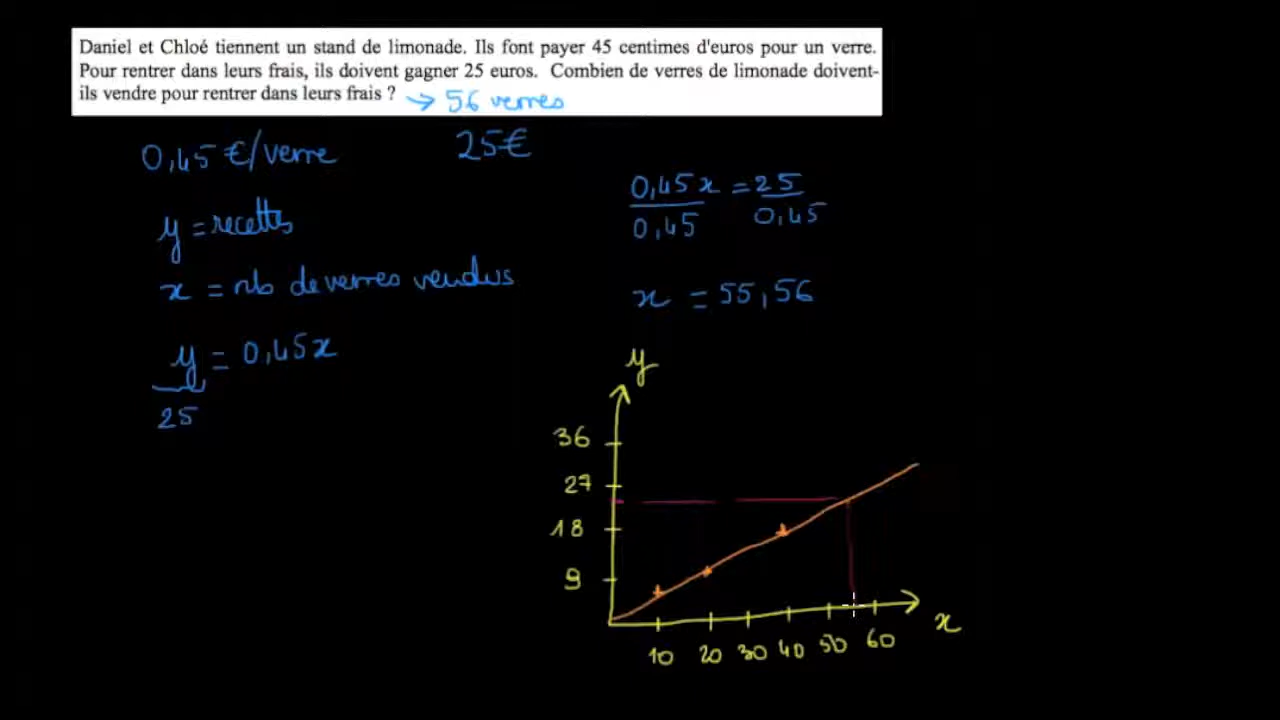 Daniel et Chloé tiennent un stand de limonade. Ils font payer 45 centimes d'euros pour un verre.
Pour rentrer dans leurs frais, ils doivent gagner 25 euros. Combien de verres de limonade doivent-
ils vendre pour rentrer dans leurs frais ? → 56 verres
0,45 €/verre
25€
y = recettes
x = nb de verres vendus
y = 0,45x
25
0,45x = 25
0,45 0,45
x = 55,56
y
36
27
18
9
10 20 30 40 50 60
x